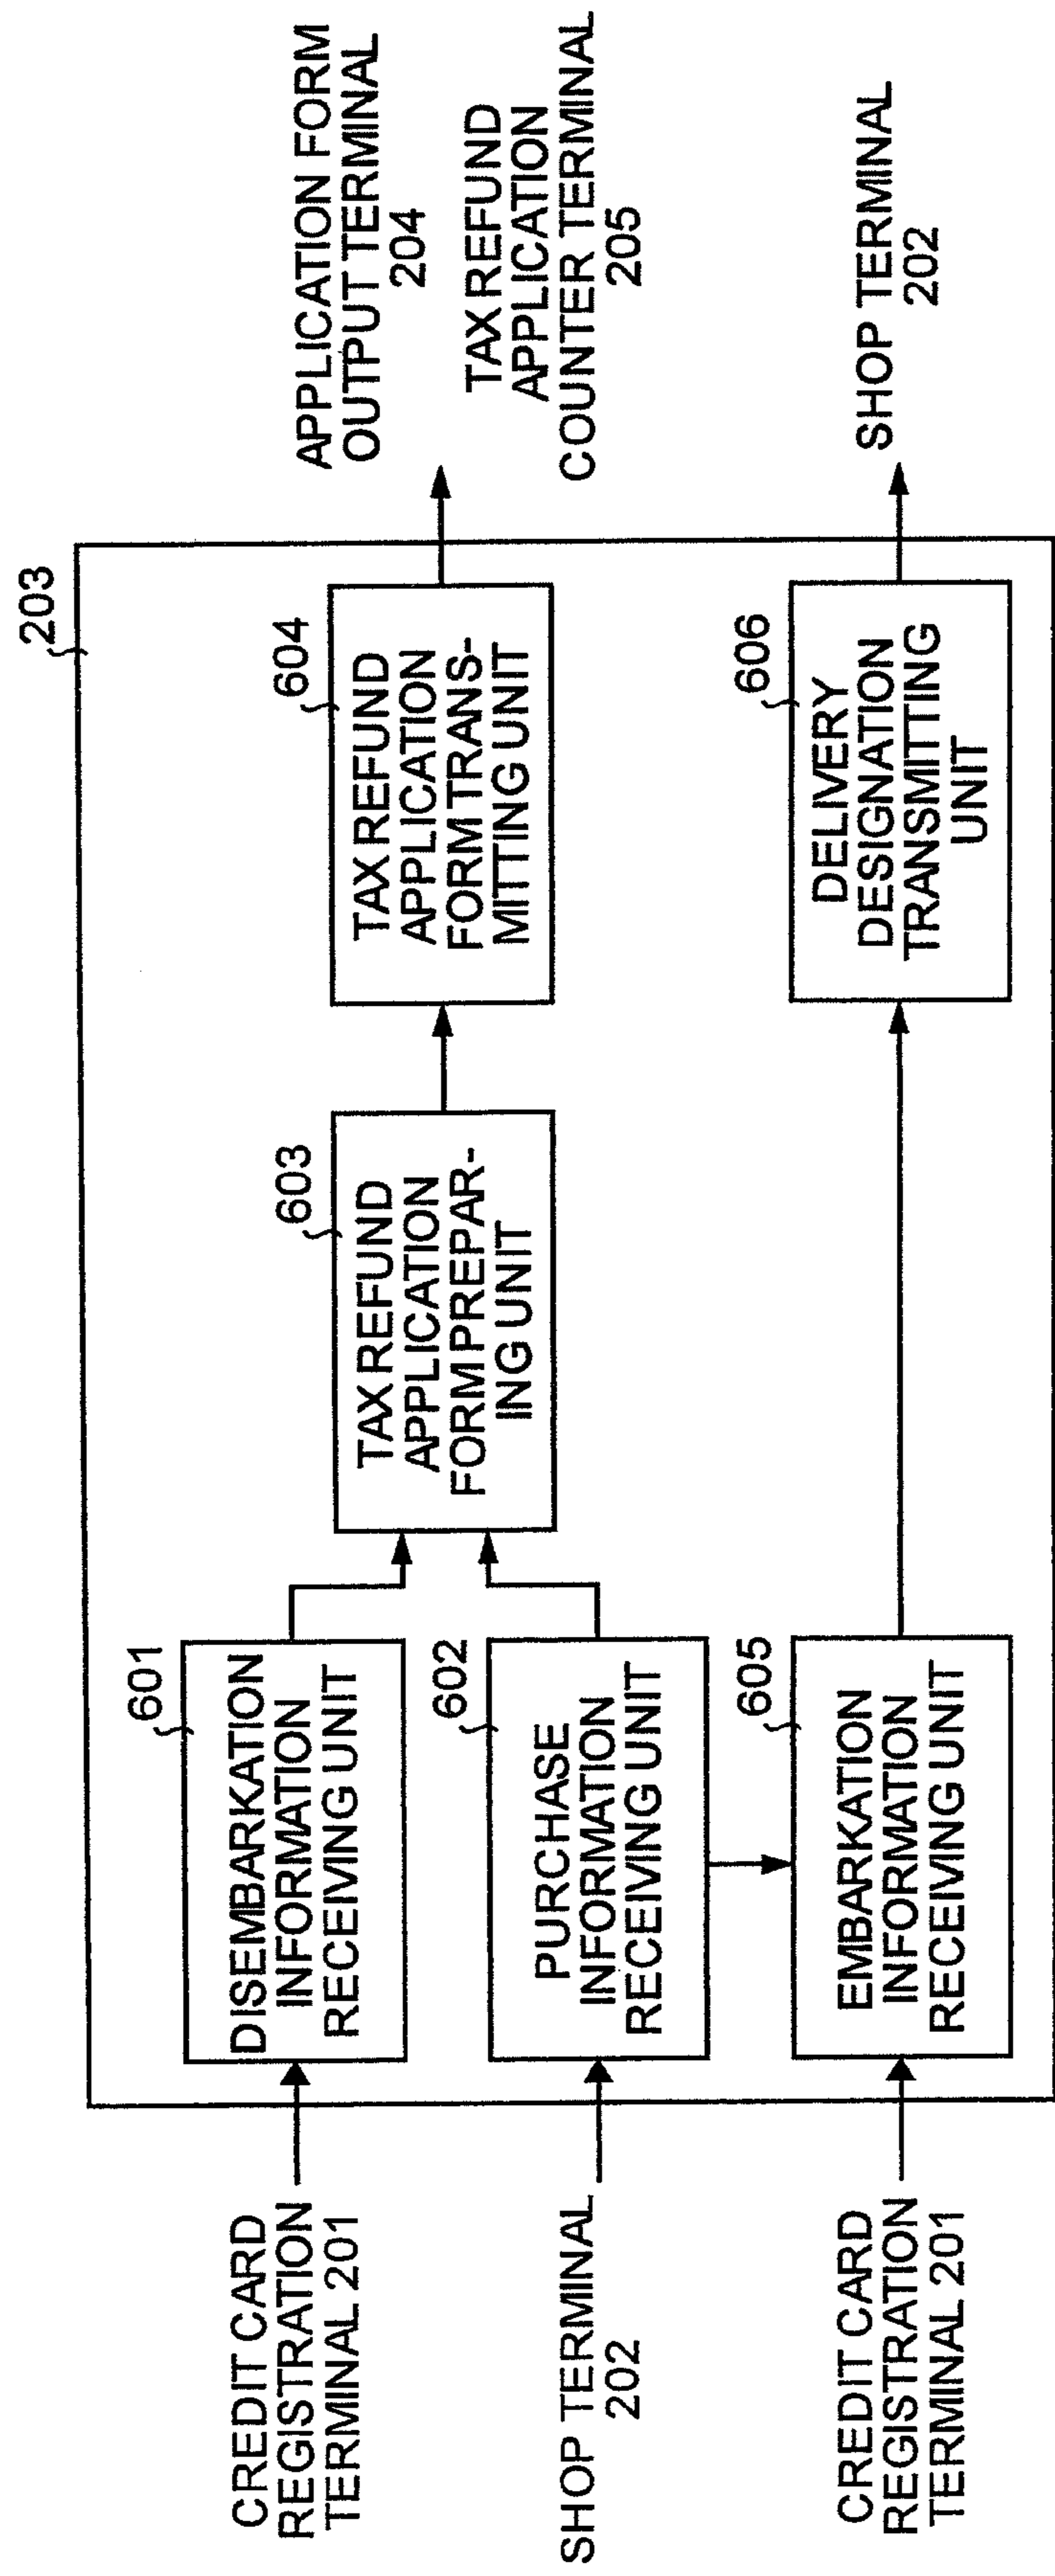 203
CREDIT CARD
REGISTRATION
TERMINAL 201
601
DISEMBARKATION
INFORMATION
RECEIVING UNIT
603
TAX REFUND
APPLICATION
FORM PREPAR-
ING UNIT
604
TAX REFUND
APPLICATION
FORM TRANS-
MITTING UNIT
APPLICATION FORM
OUTPUT TERMINAL
204
TAX REFUND
APPLICATION
COUNTER TERMINAL
205
SHOP TERMINAL
202
602
PURCHASE
INFORMATION
RECEIVING UNIT
CREDIT CARD
REGISTRATION
TERMINAL 201
605
EMBARKATION
INFORMATION
RECEIVING UNIT
606
DELIVERY
DESIGNATION
TRANSMITTING
UNIT
SHOP TERMINAL
202